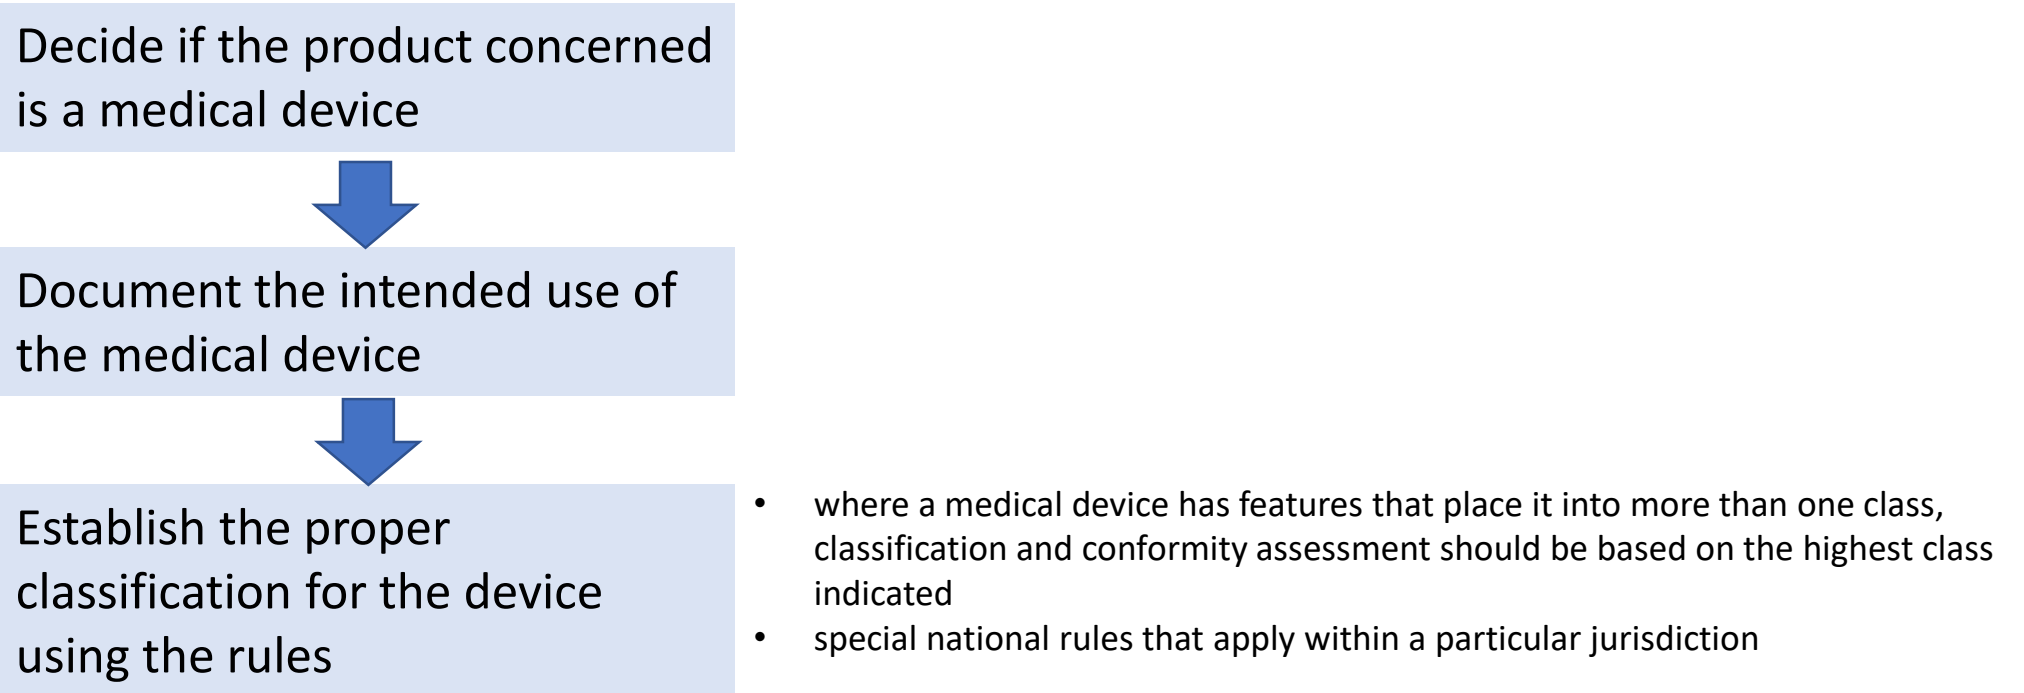 Decide if the product concerned
is a medical device
Document the intended use of
the medical device
Establish the proper
classification for the device
using the rules
• where a medical device has features that place it into more than one class,
classification and conformity assessment should be based on the highest class
indicated
• special national rules that apply within a particular jurisdiction